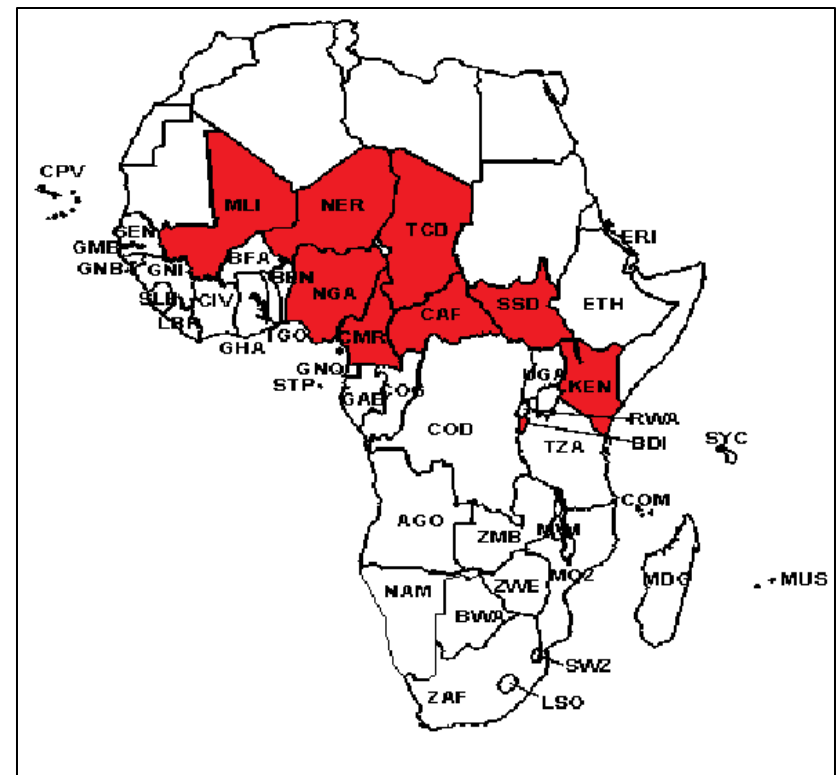 CPV
MLI
NER
TCD
SEN
GMB
ERI
GNB
GNI
BFA
BEN
NGA
SSD
ETH
SLE
CIV
CAF
LBR
TGO
CMR
GHA
GNQ
UGA
KEN
STP
GAB
COG
RWA
COD
BDI
SYC
TZA
COM
AGO
ZMB
MOZ
MDG
MUS
NAM
ZWE
BWA
SWZ
ZAF
LSO